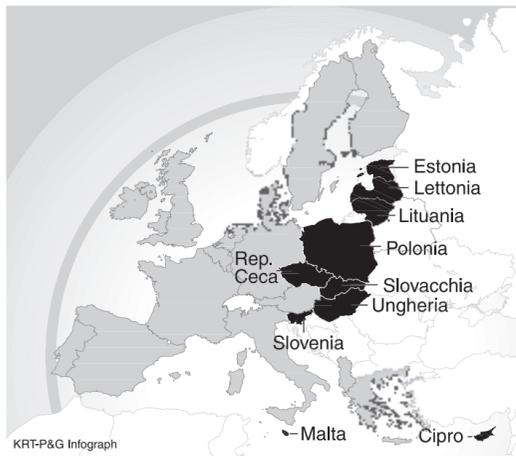 Estonia
Lettonia
Lituania
Polonia
Rep.
Ceca
Slovacchia
Ungheria
Slovenia
Malta
Cipro
KRT-P&G Infograph